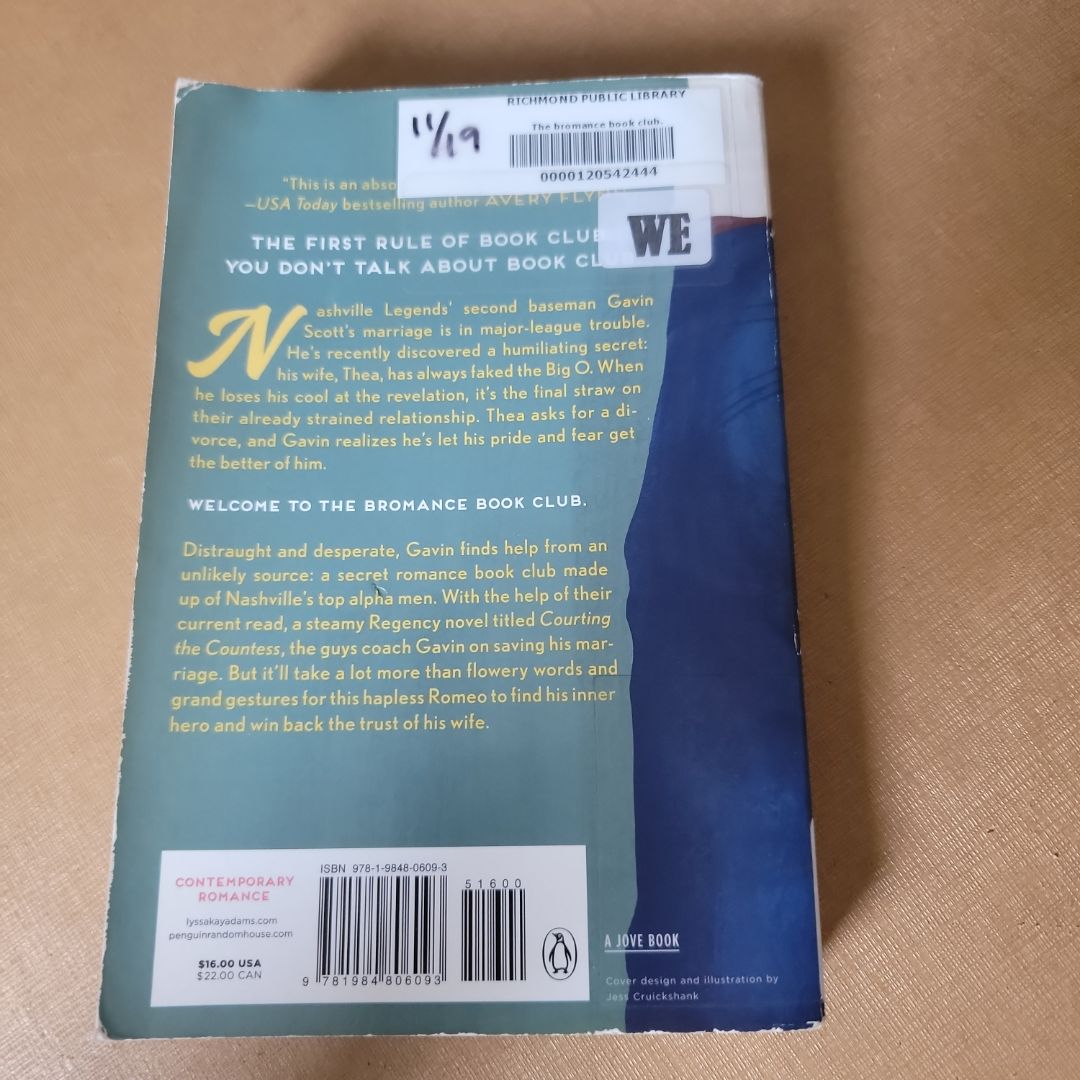 RICHMOND PUBLIC LIBRARY
The bromance book club.
11/19
0000120542444
"This is an abso
—USA Today bestselling author AVERY
WE
THE FIRST RULE OF BOOK CLUB
YOU DON'T TALK ABOUT BOOK CLUB
Nashville Legends' second baseman Gavin
Scott's marriage is in major-league trouble.
He's recently discovered a humiliating secret:
his wife, Thea, has always faked the Big O. When
he loses his cool at the revelation, it's the final straw on
their already strained relationship. Thea asks for a di-
vorce, and Gavin realizes he's let his pride and fear get
the better of him.
WELCOME TO THE BROMANCE BOOK CLUB.
Distraught and desperate, Gavin finds help from an
unlikely source: a secret romance book club made
up of Nashville's top alpha men. With the help of their
current read, a steamy Regency novel titled Courting
the Countess, the guys coach Gavin on saving his mar-
riage. But it'll take a lot more than flowery words and
grand gestures for this hapless Romeo to find his inner
hero and win back the trust of his wife.
CONTEMPORARY
ROMANCE
lyssakayadams.com
penguinrandomhouse.com
$16.00 USA
$22.00 CAN
ISBN 978-1-9848-0609-3
51600
9 781984 806093
A JOVE BOOK
Cover design and illustration by
Jess Cruickshank